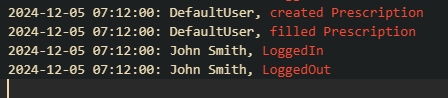 2024-12-05 07:12:00: DefaultUser, created Prescription
2024-12-05 07:12:00: DefaultUser, filled Prescription
2024-12-05 07:12:00: John Smith, LoggedIn
2024-12-05 07:12:00: John Smith, LoggedOut